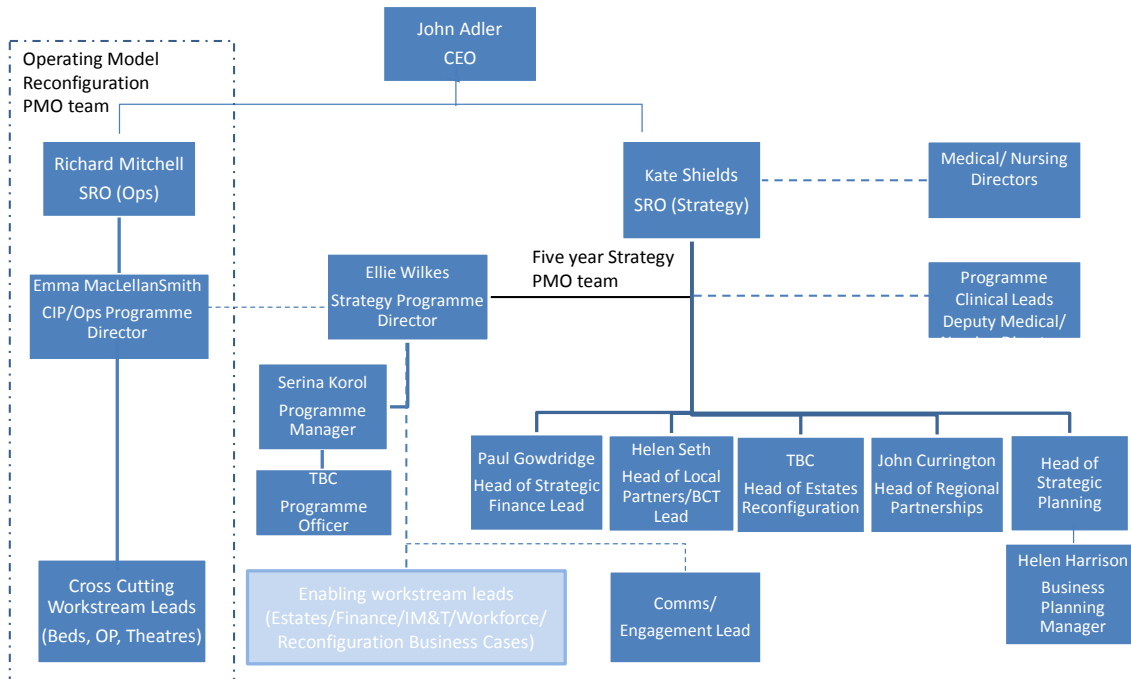 John Adler
CEO
Operating Model
Reconfiguration
PMO team
Richard Mitchell
SRO (Ops)
Kate Shields
SRO (Strategy)
Medical/ Nursing
Directors
Emma MacLellanSmith
CIP/Ops Programme
Director
Ellie Wilkes
Strategy Programme
Director
Five year Strategy
PMO team
Programme
Clinical Leads
Deputy Medical/
Serina Korol
Programme
Manager
TBC
Programme
Officer
Paul Gowdridge
Head of Strategic
Finance Lead
Helen Seth
Head of Local
Partners/BCT
Lead
TBC
Head of Estates
Reconfiguration
John Currington
Head of Regional
Partnerships
Head of
Strategic
Planning
Helen Harrison
Business
Planning
Manager
Cross Cutting
Workstream Leads
(Beds, OP, Theatres)
Enabling workstream leads
(Estates/Finance/IM&T/Workforce/
Reconfiguration Business Cases)
Comms/
Engagement Lead